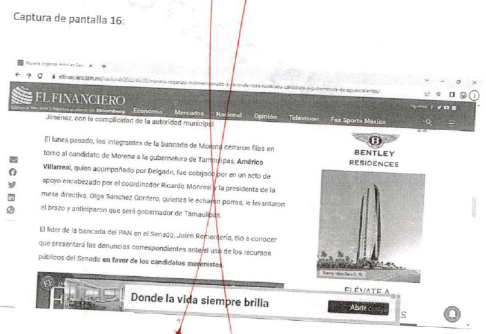 Captura de pantalla 16:
Morena organiza
elfinanciero.com.mx/nacional/2022/
EL FINANCIERO
Bloomberg
Economía Mercados Nacional Opinión Televisión Fox Sports México
Jiménez, con la complicidad de la autoridad municipal.
El lunes pasado, los integrantes de la bancada de Morena cerraron filas en
torno al candidato de Morena a la gubernatura de Tamaulipas, Américo
Villarreal, quien acompañado por Delgado, fue cobijado por en un acto de
apoyo encabezado por el coordinador Ricardo Monreal y la presidenta de la
mesa directiva, Olga Sánchez Cordero, quienes le echaron porras, le levantaron
el brazo y anticiparon que será gobernador de Tamaulipas.
El líder de la bancada del PAN en el Senado, Julen Rementería, dio a conocer
que presentará las denuncias correspondientes ante el uso de los recursos
públicos del Senado en favor de los candidatos morenistas.
B
BENTLEY
RESIDENCES
Sunny Isles Beach, FL
ELÉVATE A
S
Donde la vida siempre brilla
Abrir